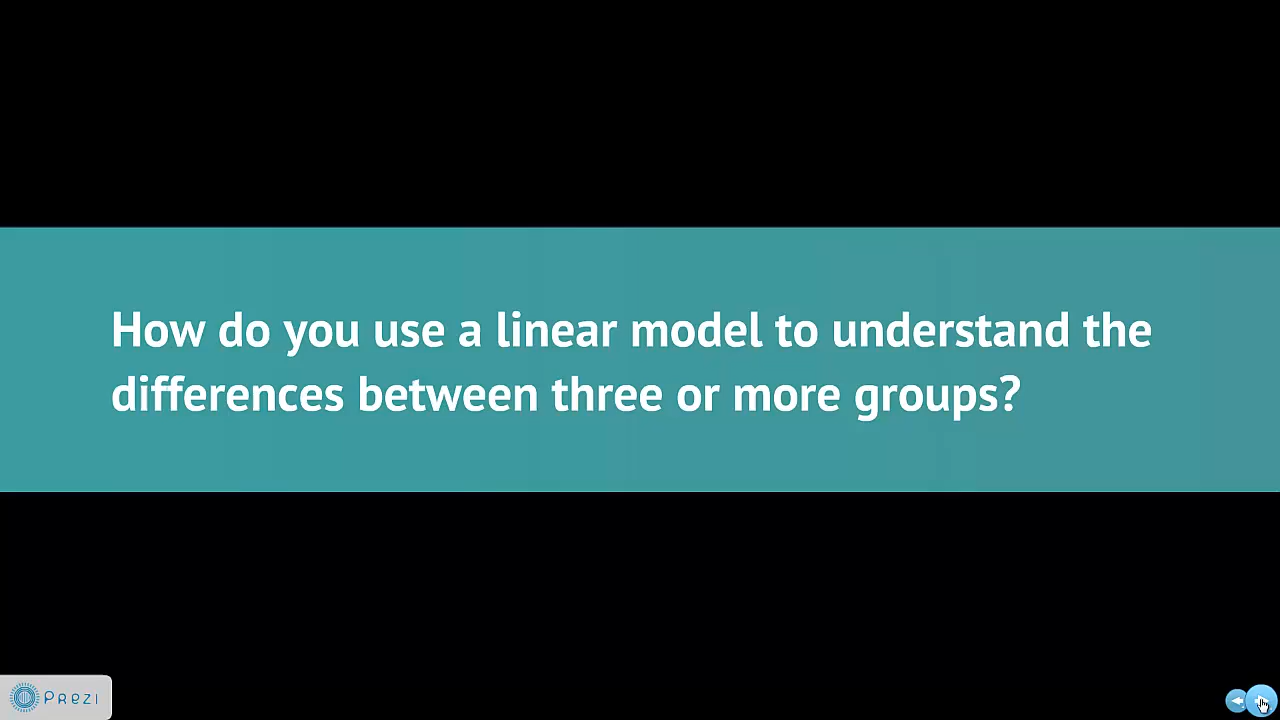 How do you use a linear model to understand the
differences between three or more groups?
Prezi